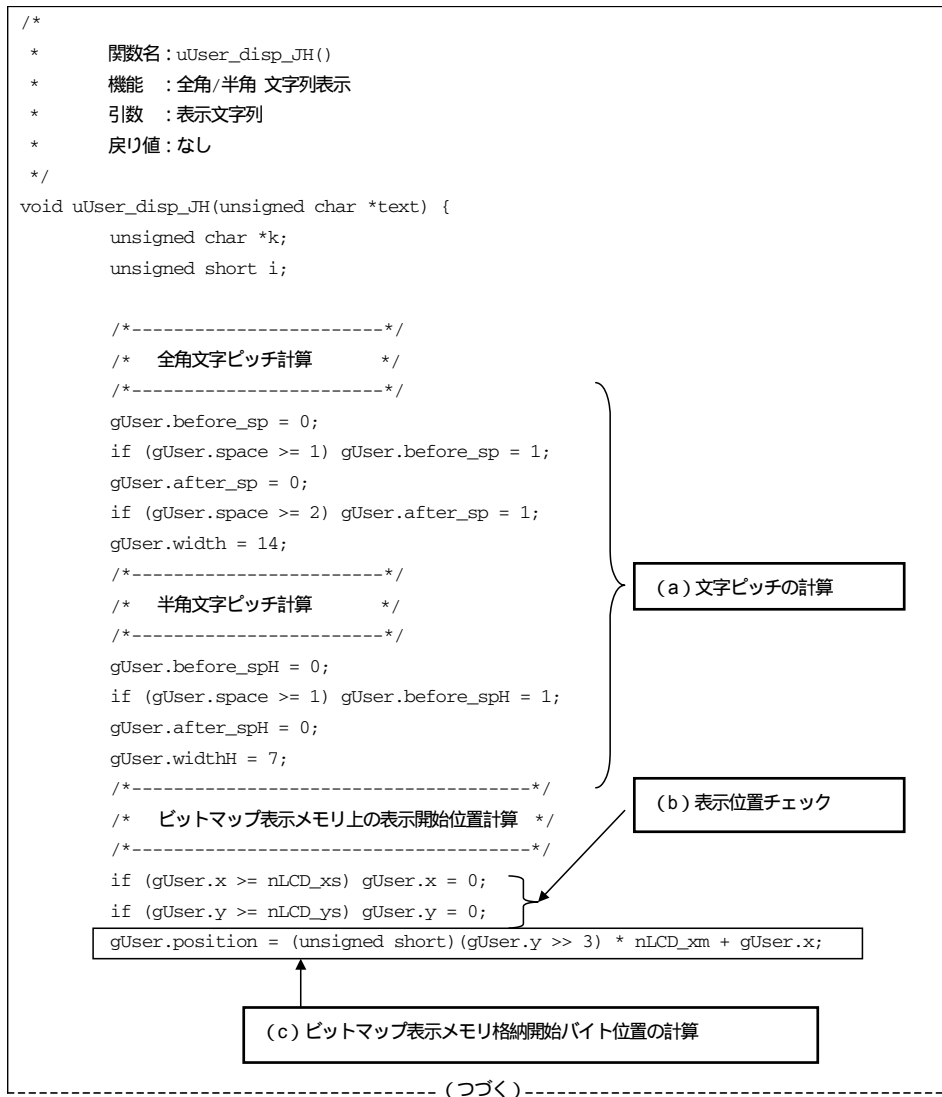 /*
 * 関数名：uUser_disp_JH()
 * 機能 ：全角/半角 文字列表示
 * 引数 ：表示文字列
 * 戻り値：なし
 */
void uUser_disp_JH(unsigned char *text) {
unsigned char *k;
unsigned short i;
/*------------------------*/
/* 全角文字ピッチ計算 */
/*------------------------*/
gUser.before_sp = 0;
if (gUser.space >= 1) gUser.before_sp = 1;
gUser.after_sp = 0;
if (gUser.space >= 2) gUser.after_sp = 1;
gUser.width = 14;
/*------------------------*/
/* 半角文字ピッチ計算 */
/*------------------------*/
gUser.before_spH = 0;
if (gUser.space >= 1) gUser.before_spH = 1;
gUser.after_spH = 0;
gUser.widthH = 7;
(a)文字ピッチの計算
/*--------------------------------------*/
/* ビットマップ表示メモリ上の表示開始位置計算 */
/*--------------------------------------*/
if (gUser.x >= nLCD_xs) gUser.x = 0;
if (gUser.y >= nLCD_ys) gUser.y = 0;
(b)表示位置チェック
gUser.position = (unsigned short)(gUser.y >> 3) * nLCD_xm + gUser.x;
(c)ビットマップ表示メモリ格納開始バイト位置の計算
(つづく)